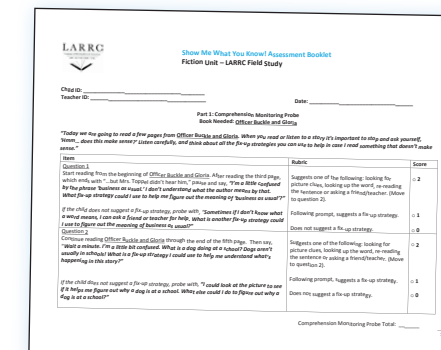 LARRC
Show Me What You Know! Assessment Booklet
Fiction Unit – LARRC Field Study
Child ID:
Teacher ID:
Date:
Part 1: Comprehension Monitoring Probe
Book Needed: Officer Buckle and Gloria
"Today we are going to read a few pages from Officer Buckle and Gloria. When you read or listen to a story it's important to stop and ask yourself,
'Hmm… does this make sense?' Listen carefully, and think about all the fix-up strategies you can use to help in case I read something that doesn't make
sense."
Item Rubric Score
Question 1
Start reading from the beginning of Officer Buckle and Gloria. After reading the third page,
which ends with "…but Mrs. Toppel didn't hear him," pause and say, "I'm a little confused
by the phrase 'business as usual.' I don't understand what the author means by that.
What fix-up strategy could I use to help me figure out the meaning of 'business as usual'?"
If the child does not suggest a fix-up strategy, probe with, "Sometimes if I don't know what
a word means, I can ask a friend or teacher for help. What is another fix-up strategy could
I use to figure out the meaning of business as usual?"
Suggests one of the following: looking for
picture clues, looking up the word, re-reading
the sentence or asking a friend/teacher. (Move
to question 2).
Following prompt, suggests a fix-up strategy.
Does not suggest a fix-up strategy.
○ 2
○ 1
○ 0
Question 2
Continue reading Officer Buckle and Gloria through the end of the fifth page. Then say,
"Wait a minute. I'm a little bit confused. What is a dog doing at a school? Dogs aren't
usually in schools! What is a fix-up strategy I could use to help me understand what's
happening in this story?"
If the child does not suggest a fix-up strategy, probe with, "I could look at the picture to see
if it helps me figure out why a dog is at a school. What else could I do to figure out why a
dog is at a school?"
Suggests one of the following: looking for
picture clues, looking up the word, re-reading
the sentence or asking a friend/teacher. (Move
to question 2).
Following prompt, suggests a fix-up strategy.
Does not suggest a fix-up strategy.
○ 2
○ 1
○ 0
Comprehension Monitoring Probe Total: